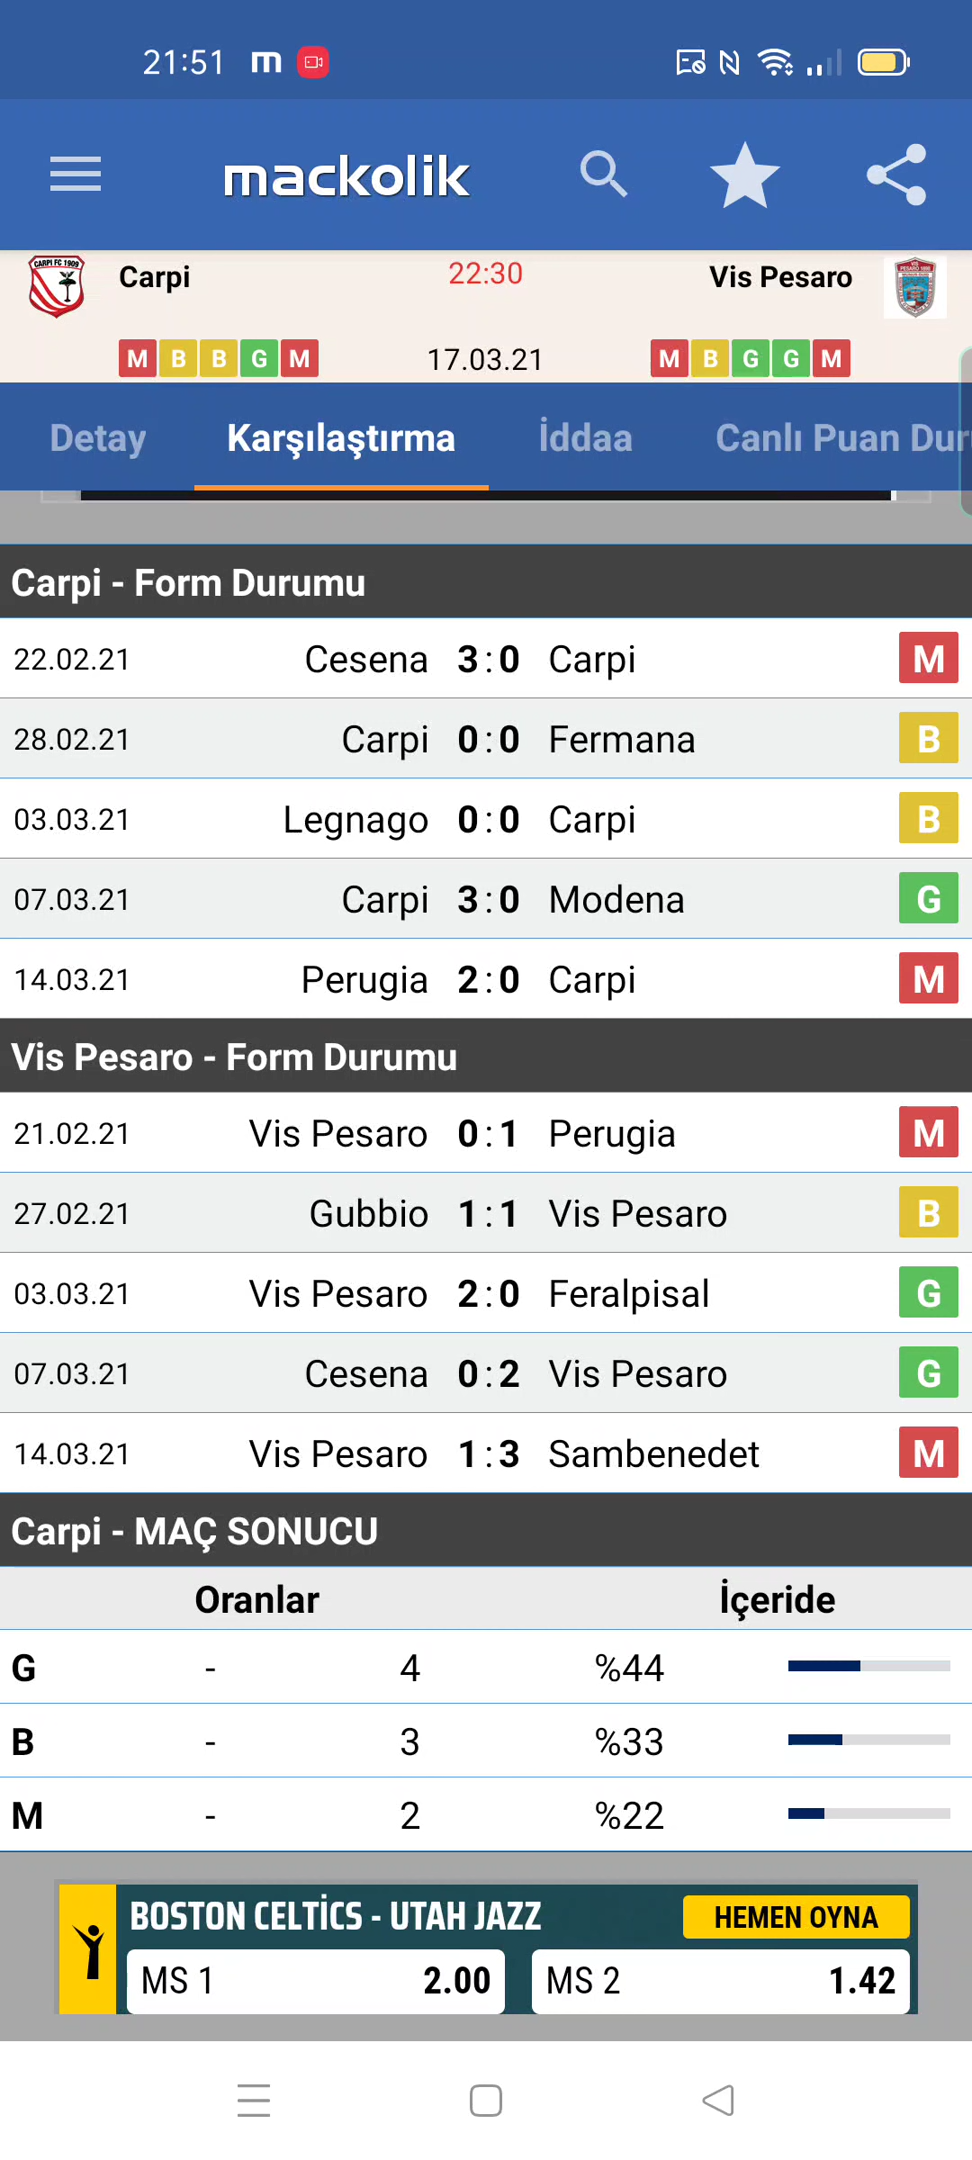 21:51 m
mackolik
CARPI FC 1909
Carpi 22:30 Vis Pesaro
M B B G M 17.03.21 M B G G M
Detay Karşılaştırma İddaa Canlı Puan Dur
Carpi - Form Durumu
22.02.21 Cesena 3:0 Carpi M
28.02.21 Carpi 0:0 Fermana B
03.03.21 Legnago 0:0 Carpi B
07.03.21 Carpi 3:0 Modena G
14.03.21 Perugia 2:0 Carpi M
Vis Pesaro - Form Durumu
21.02.21 Vis Pesaro 0:1 Perugia M
27.02.21 Gubbio 1:1 Vis Pesaro B
03.03.21 Vis Pesaro 2:0 Feralpisal G
07.03.21 Cesena 0:2 Vis Pesaro G
14.03.21 Vis Pesaro 1:3 Sambenedet M
Carpi - MAÇ SONUCU
Oranlar İçeride
G - 4 %44
B - 3 %33
M - 2 %22
BOSTON CELTİCS - UTAH JAZZ HEMEN OYNA
MS 1 2.00 MS 2 1.42